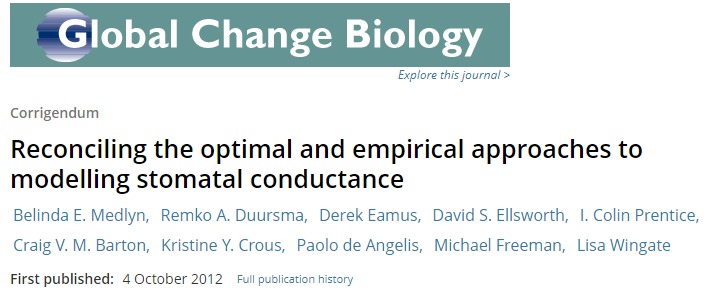 Global Change Biology
Explore this journal >
Corrigendum
Reconciling the optimal and empirical approaches to
modelling stomatal conductance
Belinda E. Medlyn, Remko A. Duursma, Derek Eamus, David S. Ellsworth, I. Colin Prentice,
Craig V. M. Barton, Kristine Y. Crous, Paolo de Angelis, Michael Freeman, Lisa Wingate
First published: 4 October 2012 Full publication history